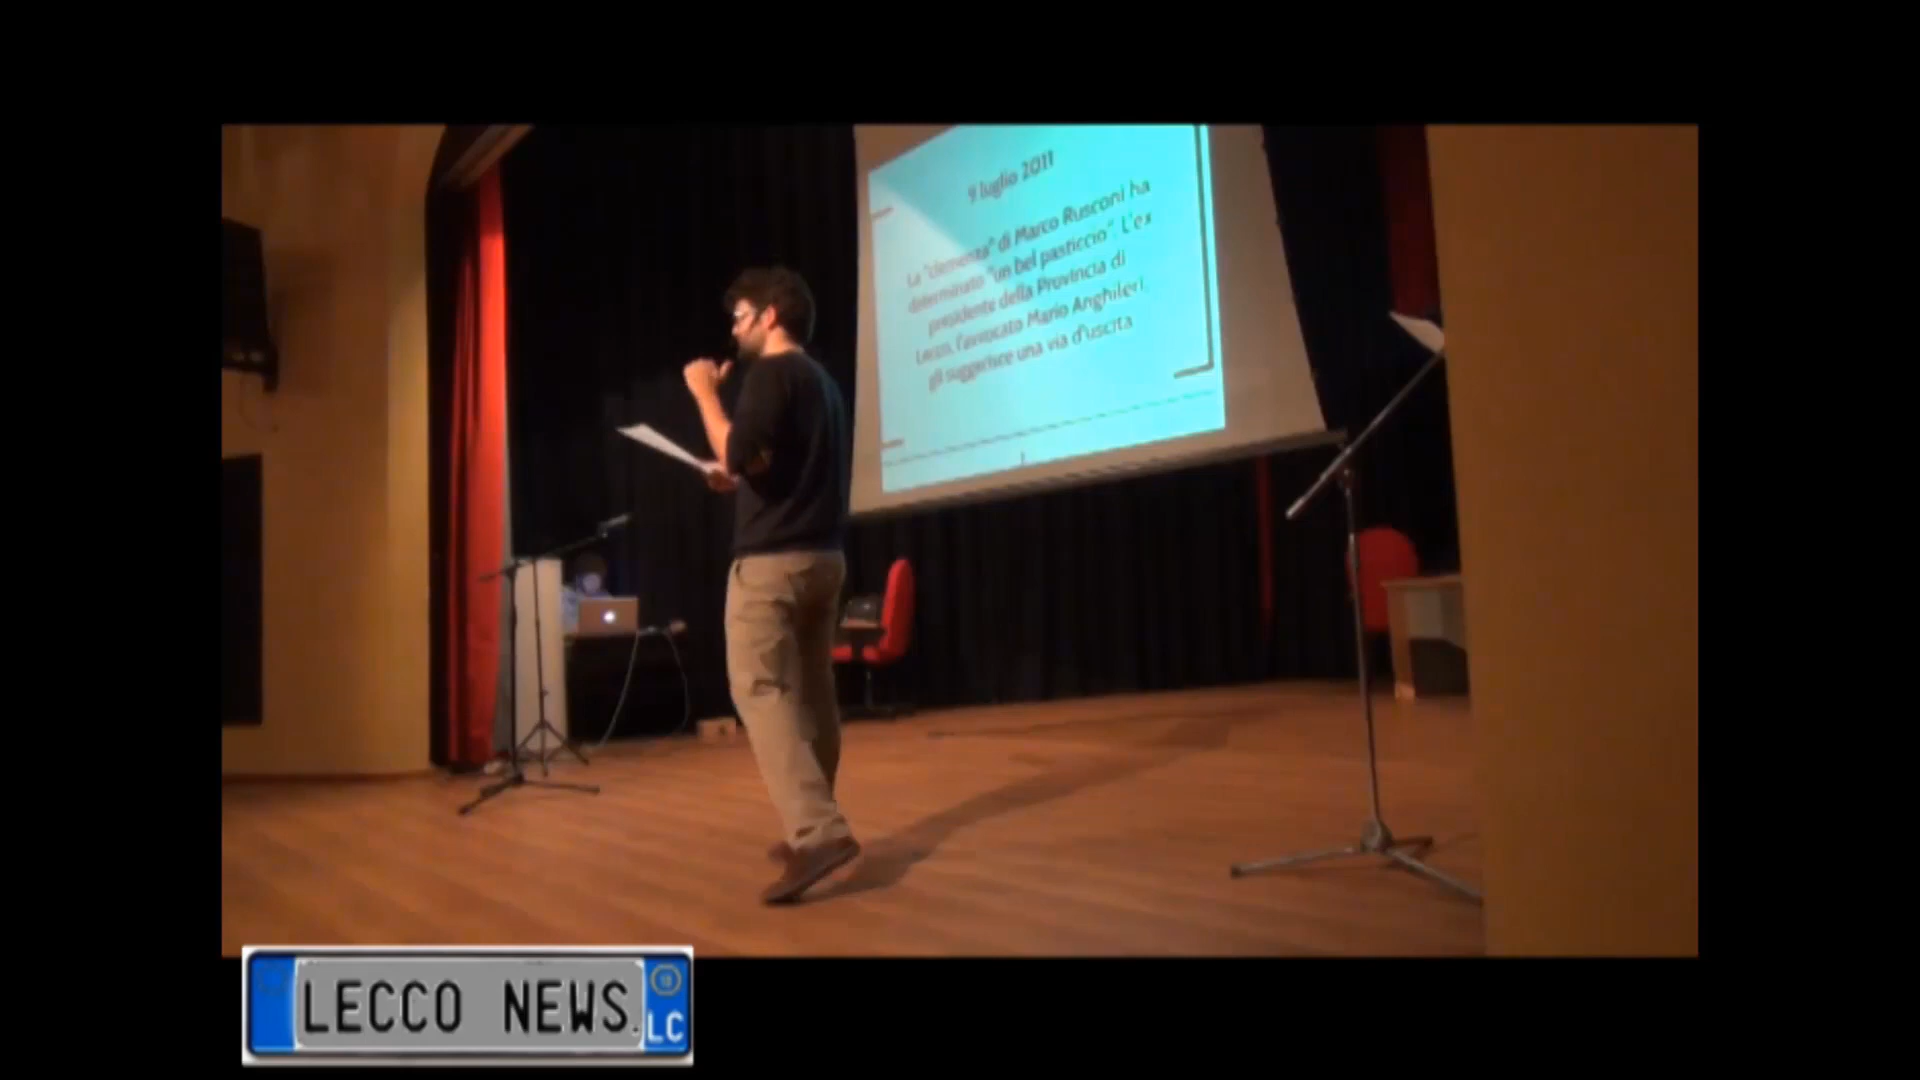 9 luglio 2011
La "clemenza" di Marco Rusconi ha
determinato "un bel pasticcio". L'ex
presidente della Provincia di
Lecco, l'avvocato Mario Anghileri,
gli suggerisce una via d'uscita
LECCO NEWS.
LC